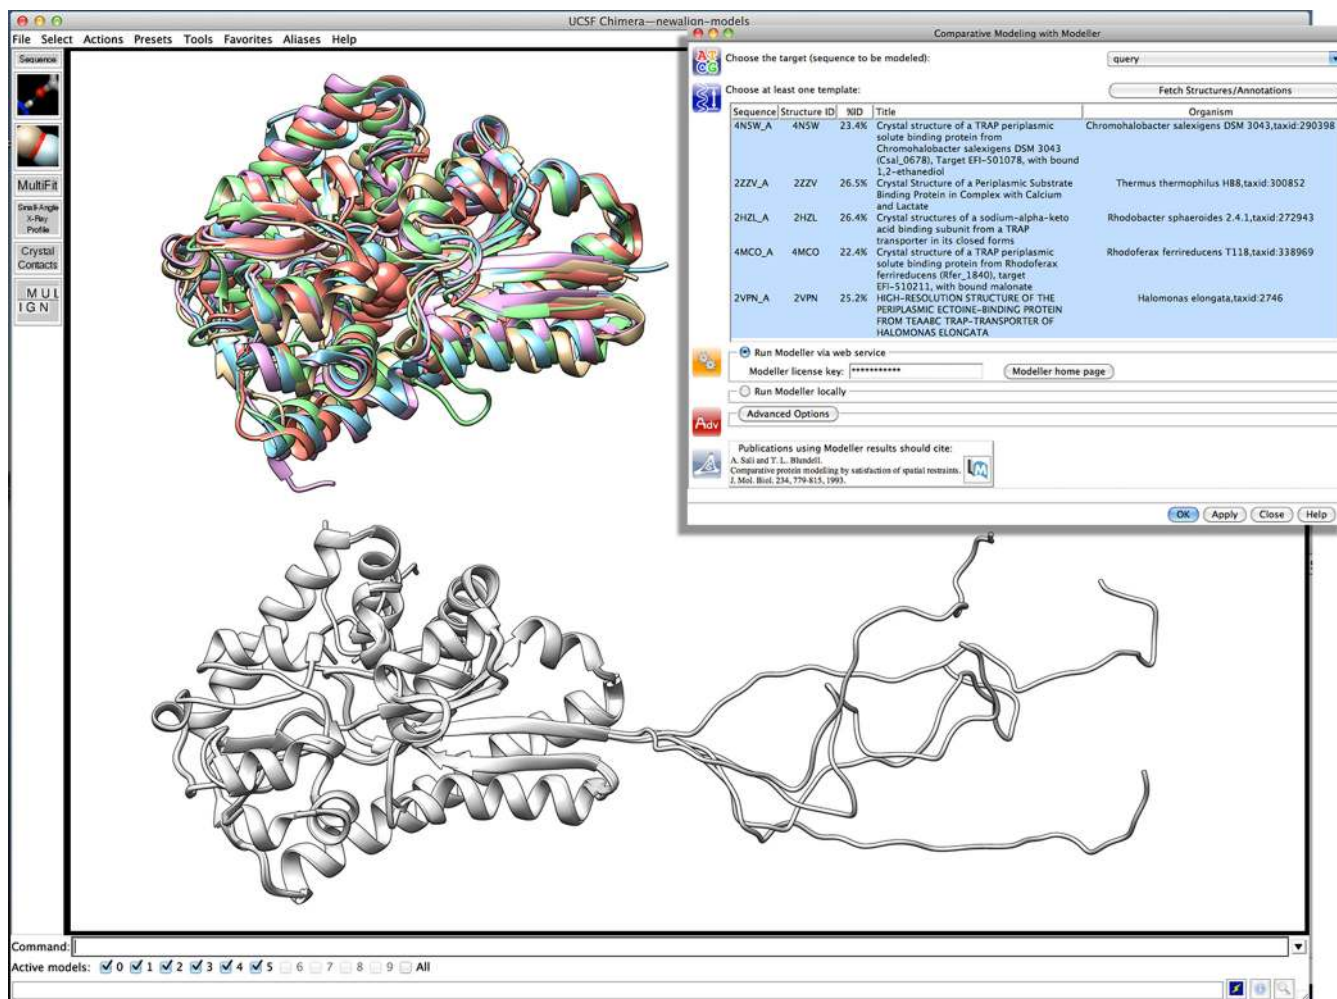 UCSF Chimera—newalign-models
File Select Actions Presets Tools Favorites Aliases Help
Sequence
MultiFit
Small-Angle
X-Ray
Profile
Crystal
Contacts
MUL
IGN
Comparative Modeling with Modeller
Choose the target (sequence to be modeled):
query
Choose at least one template:
Fetch Structures/Annotations
Sequence Structure ID %ID Title Organism
4N5W_A 4N5W 23.4% Crystal structure of a TRAP periplasmic Chromohalobacter salexigens DSM 3043,taxid:290398
solute binding protein from
Chromohalobacter salexigens DSM 3043
(Csal_0678), Target EFI-501078, with bound
1,2-ethanediol
2ZZV_A 2ZZV 26.5% Crystal Structure of a Periplasmic Substrate Thermus thermophilus HB8,taxid:300852
Binding Protein in Complex with Calcium
and Lactate
2HZL_A 2HZL 26.4% Crystal structures of a sodium-alpha-keto Rhodobacter sphaeroides 2.4.1,taxid:272943
acid binding subunit from a TRAP
transporter in its closed forms
4MCO_A 4MCO 22.4% Crystal structure of a TRAP periplasmic Rhodoferax ferrireducens T118,taxid:338969
solute binding protein from Rhodoferax
ferrireducens (Rfer_1840), target
EFI-510211, with bound malonate
2VPN_A 2VPN 25.2% HIGH-RESOLUTION STRUCTURE OF THE Halomonas elongata,taxid:2746
PERIPLASMIC ECTOINE-BINDING PROTEIN
FROM TEAABC TRAP-TRANSPORTER OF
HALOMONAS ELONGATA
Run Modeller via web service
Modeller license key: *********** Modeller home page
Run Modeller locally
Adv
Advanced Options
Publications using Modeller results should cite:
A. Sali and T. L. Blundell.
Comparative protein modelling by satisfaction of spatial restraints.
J. Mol. Biol. 234, 779-815, 1993.
OK Apply Close Help
Command:
Active models: 0 1 2 3 4 5 6 7 8 9 All